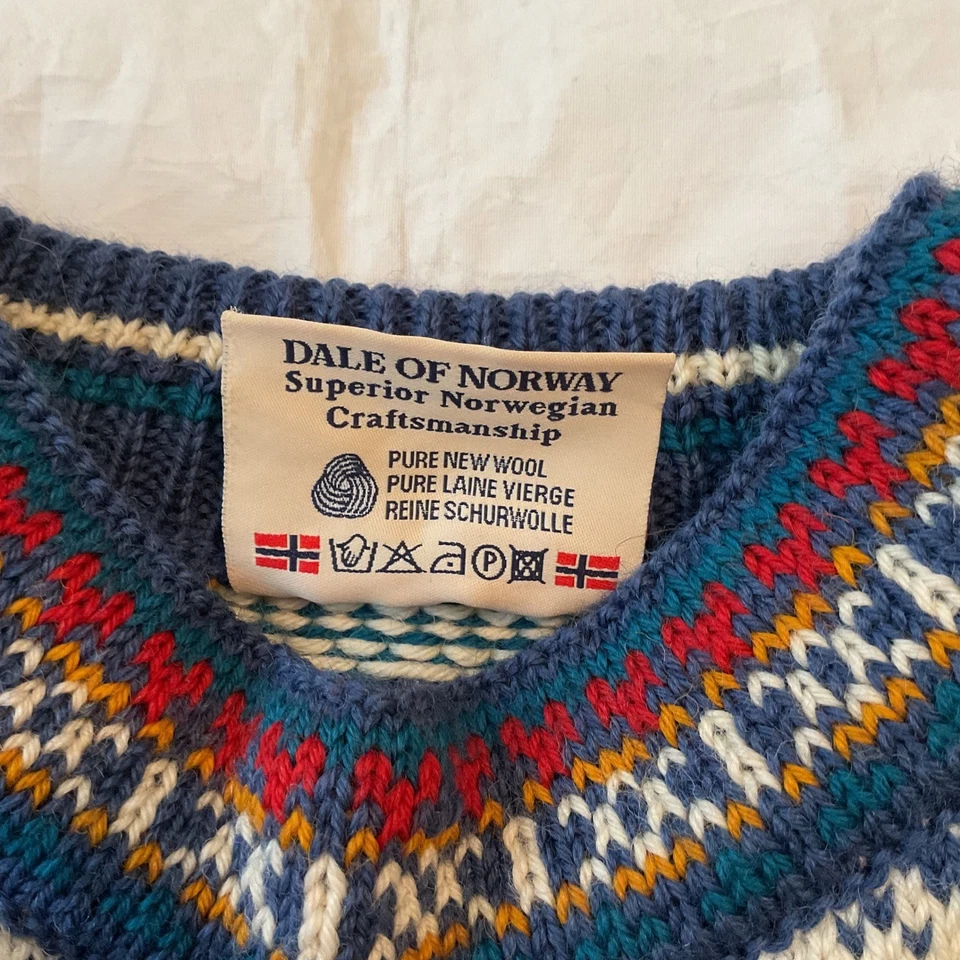 DALE OF NORWAY
Superior Norwegian
Craftsmanship
PURE NEW WOOL
PURE LAINE VIERGE
REINE SCHURWOLLE
P